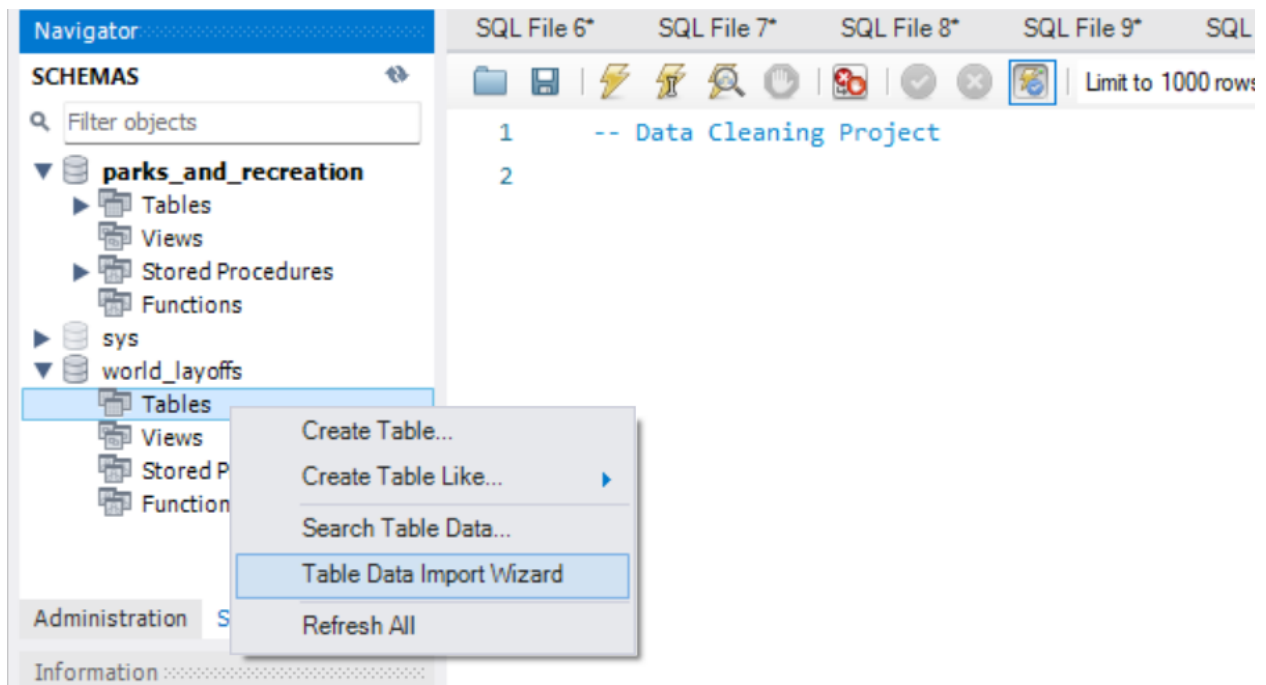 Navigator
SCHEMAS
Filter objects
parks_and_recreation
Tables
Views
Stored Procedures
Functions
sys
world_layoffs
Tables
Views
Stored P
Function
Administration S
Information
SQL File 6* SQL File 7* SQL File 8* SQL File 9* SQL
Limit to 1000 rows
1 -- Data Cleaning Project
2
Create Table...
Create Table Like...
Search Table Data...
Table Data Import Wizard
Refresh All